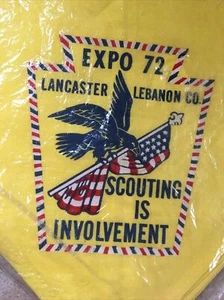 EXPO 72
LANCASTER LEBANON CO.
SCOUTING
IS
INVOLVEMENT